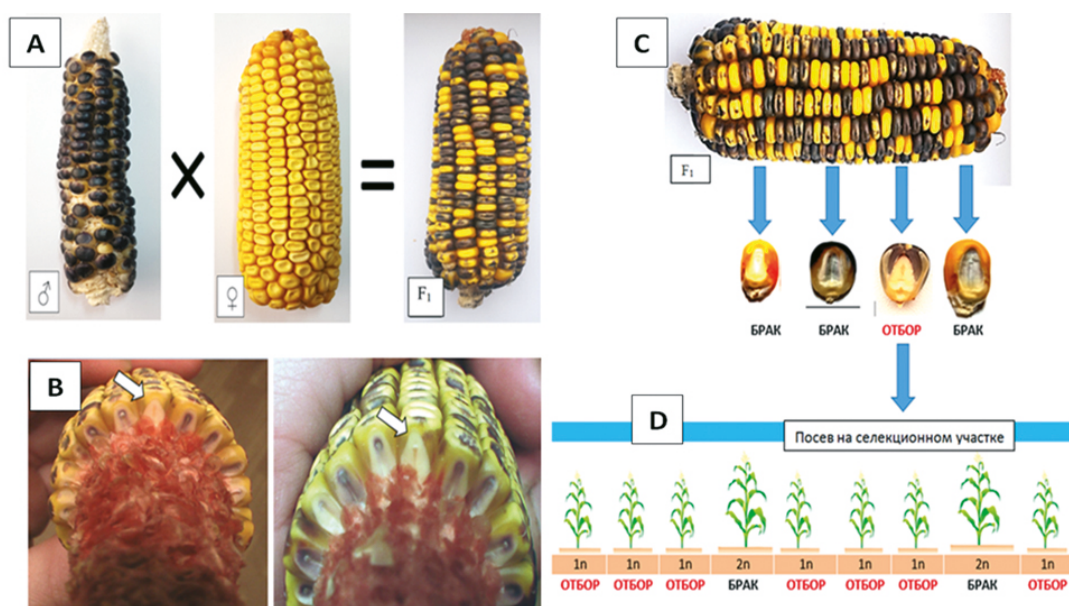 A
♂
X
♀
=
F₁
B
C
F₁
БРАК
БРАК
ОТБОР
БРАК
D
Посев на селекционном участке
1n
1n
1n
2n
1n
1n
1n
2n
1n
ОТБОР
ОТБОР
ОТБОР
БРАК
ОТБОР
ОТБОР
ОТБОР
БРАК
ОТБОР